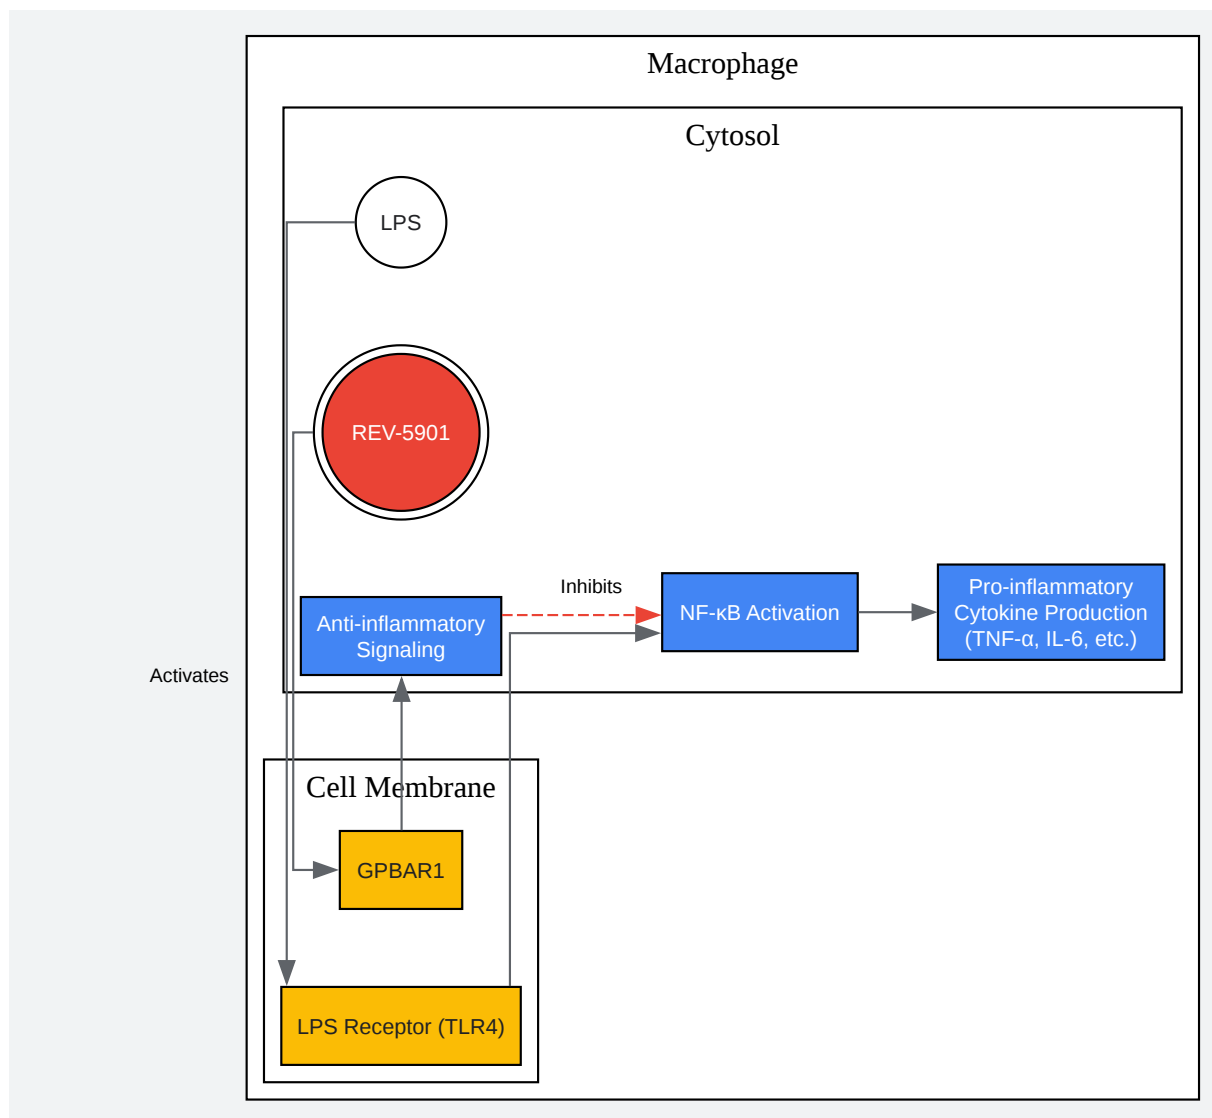 Macrophage
Cytosol
LPS
REV-5901
Inhibits
Anti-inflammatory
Signaling
NF-κB Activation
Pro-inflammatory
Cytokine Production
(TNF-α, IL-6, etc.)
Activates
Cell Membrane
GPBAR1
LPS Receptor (TLR4)